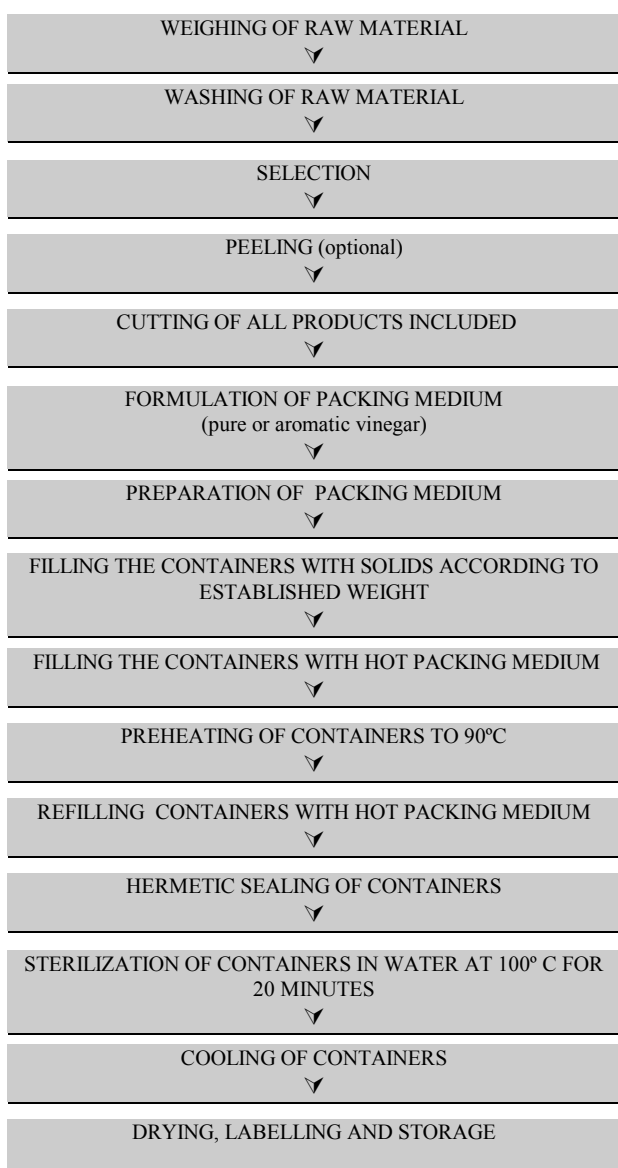 WEIGHING OF RAW MATERIAL
WASHING OF RAW MATERIAL
SELECTION
PEELING (optional)
CUTTING OF ALL PRODUCTS INCLUDED
FORMULATION OF PACKING MEDIUM
(pure or aromatic vinegar)
PREPARATION OF PACKING MEDIUM
FILLING THE CONTAINERS WITH SOLIDS ACCORDING TO
ESTABLISHED WEIGHT
FILLING THE CONTAINERS WITH HOT PACKING MEDIUM
PREHEATING OF CONTAINERS TO 90ºC
REFILLING CONTAINERS WITH HOT PACKING MEDIUM
HERMETIC SEALING OF CONTAINERS
STERILIZATION OF CONTAINERS IN WATER AT 100º C FOR
20 MINUTES
COOLING OF CONTAINERS
DRYING, LABELLING AND STORAGE